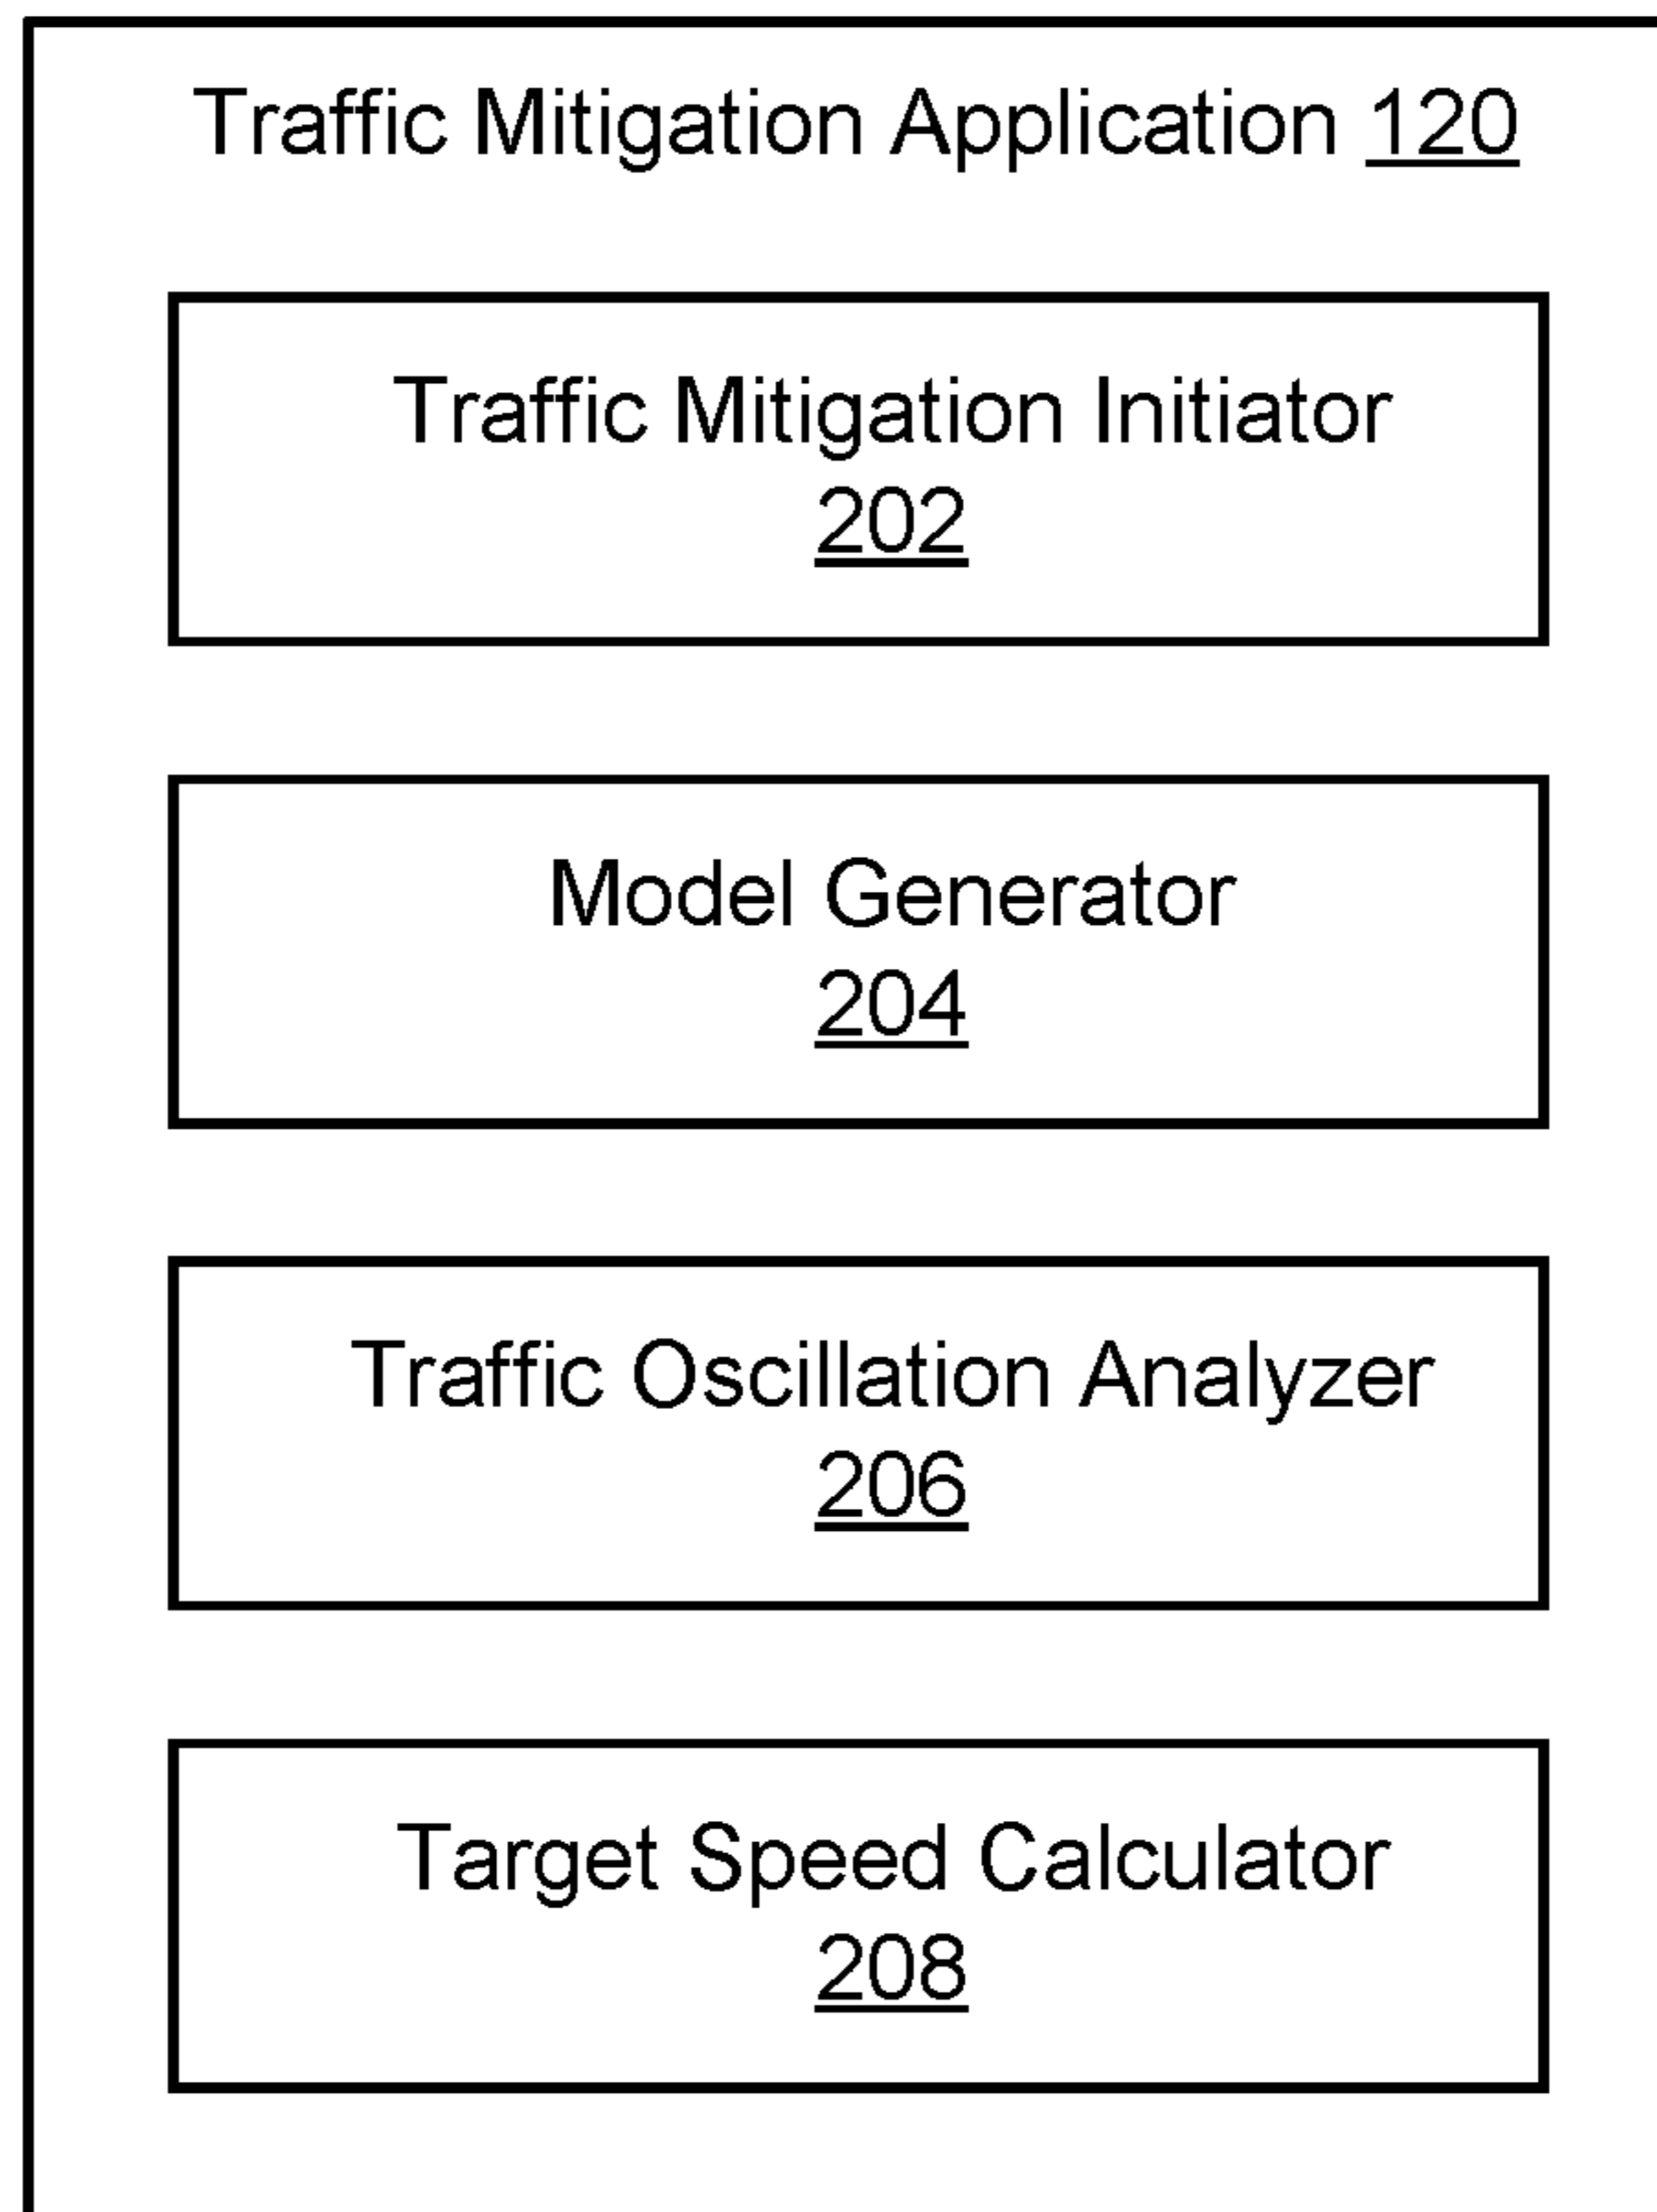 Traffic Mitigation Application 120
Traffic Mitigation Initiator
202
Model Generator
204
Traffic Oscillation Analyzer
206
Target Speed Calculator
208